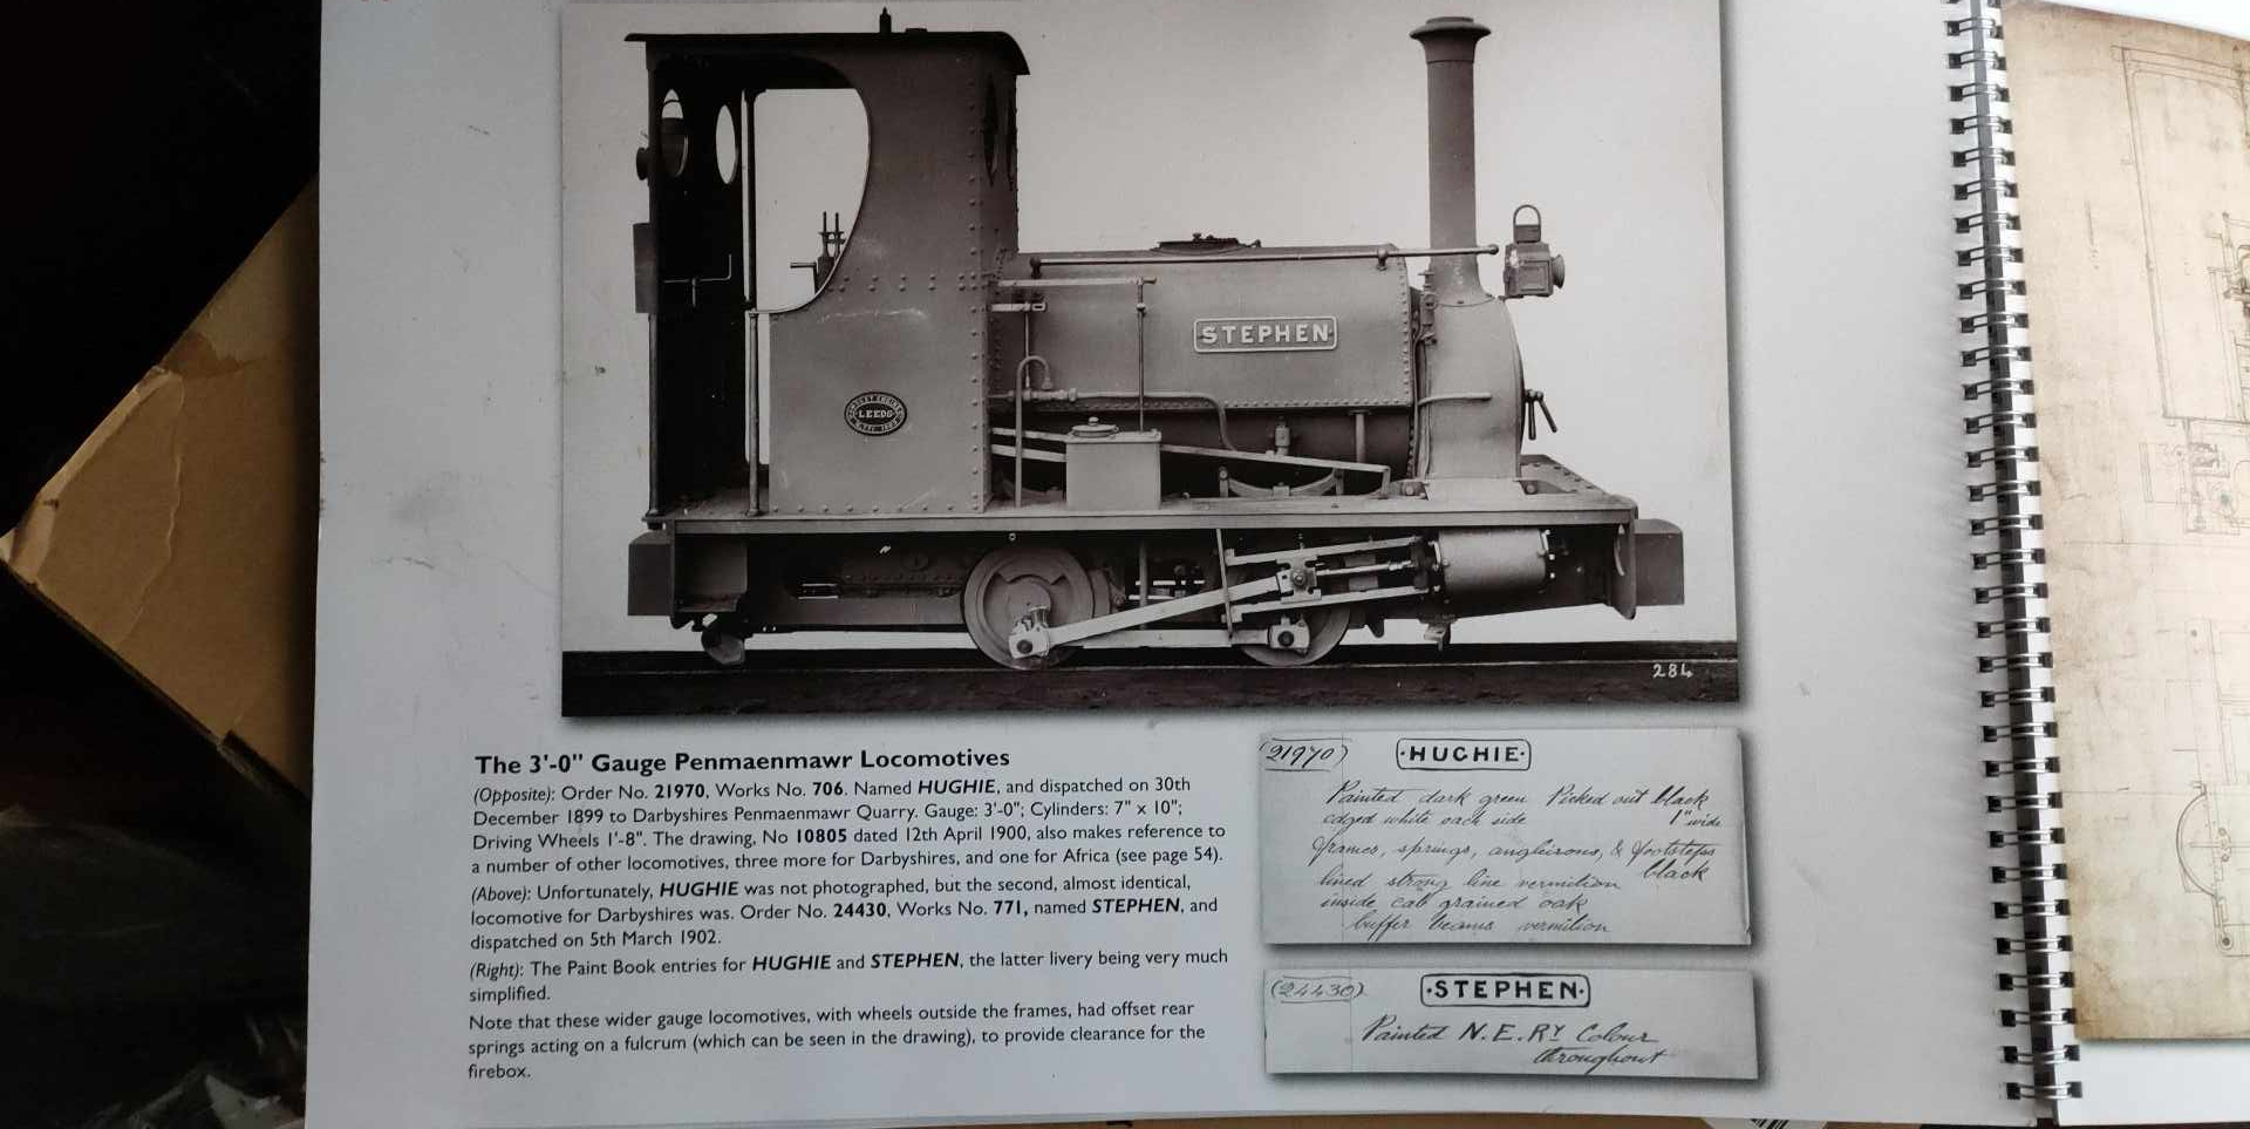 STEPHEN
LEEDS
284
The 3'-0" Gauge Penmaenmawr Locomotives
(Opposite): Order No. 21970, Works No. 706. Named HUGHIE, and dispatched on 30th
December 1899 to Darbyshires Penmaenmawr Quarry. Gauge: 3'-0"; Cylinders: 7" x 10";
Driving Wheels 1'-8". The drawing, No 10805 dated 12th April 1900, also makes reference to
a number of other locomotives, three more for Darbyshires, and one for Africa (see page 54).
(Above): Unfortunately, HUGHIE was not photographed, but the second, almost identical,
locomotive for Darbyshires was. Order No. 24430, Works No. 771, named STEPHEN, and
dispatched on 5th March 1902.
(Right): The Paint Book entries for HUGHIE and STEPHEN, the latter livery being very much
simplified.
Note that these wider gauge locomotives, with wheels outside the frames, had offset rear
springs acting on a fulcrum (which can be seen in the drawing), to provide clearance for the
firebox.
(21970) ·HUGHIE·
Painted dark green Picked out black
edged white each side 1" wide
frames, springs, angleirons, & footsteps
black
lined strong line vermilion
inside cab grained oak
buffer beams vermilion
(24430) ·STEPHEN·
Painted N.E.RY Colour
throughout